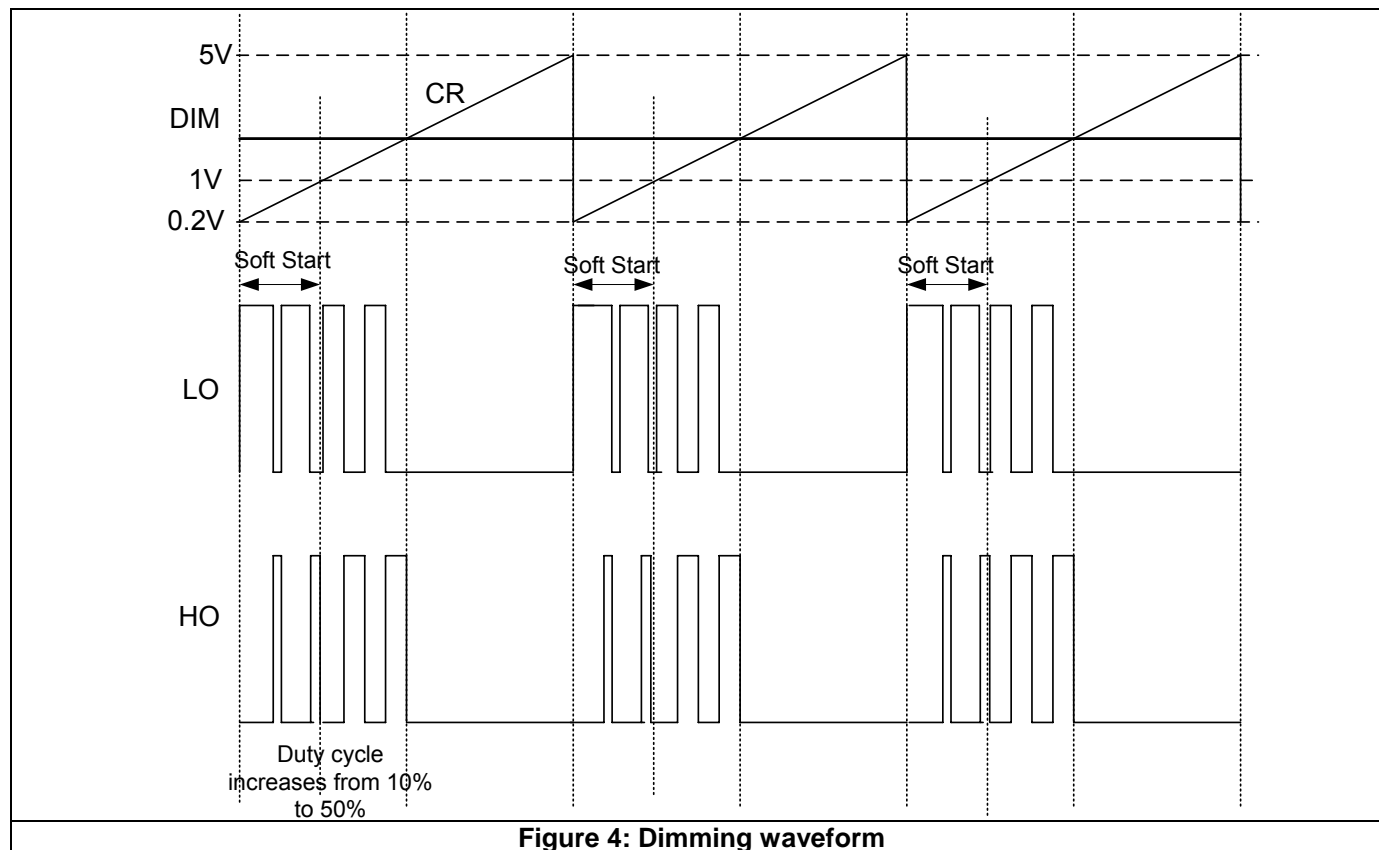 5V
CR
DIM
1V
0.2V
Soft Start
Soft Start
Soft Start
LO
HO
Duty cycle
increases from 10%
to 50%
Figure 4: Dimming waveform